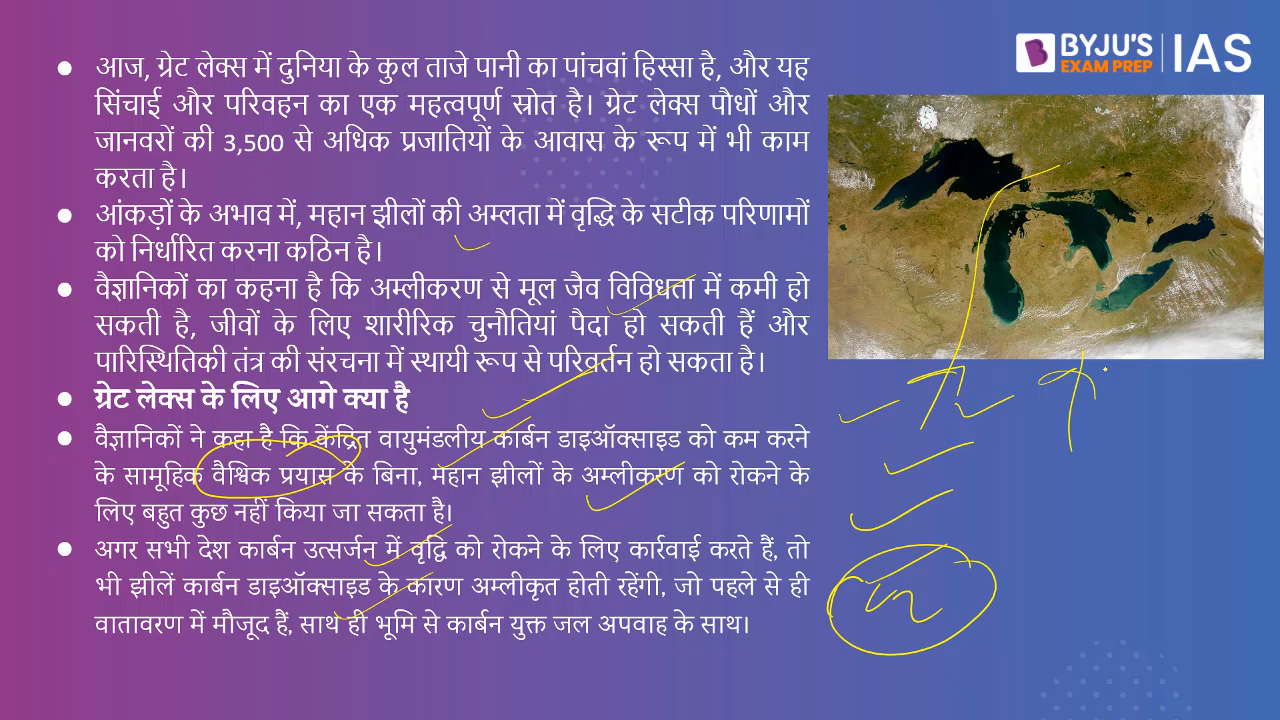 BYJU'S
EXAM PREP
IAS
आज, ग्रेट लेक्स में दुनिया के कुल ताजे पानी का पांचवां हिस्सा है, और यह
सिंचाई और परिवहन का एक महत्वपूर्ण स्रोत है। ग्रेट लेक्स पौधों और
जानवरों की 3,500 से अधिक प्रजातियों के आवास के रूप में भी काम
करता है।
आंकड़ों के अभाव में, महान झीलों की अम्लता में वृद्धि के सटीक परिणामों
को निर्धारित करना कठिन है।
वैज्ञानिकों का कहना है कि अम्लीकरण से मूल जैव विविधता में कमी हो
सकती है, जीवों के लिए शारीरिक चुनौतियां पैदा हो सकती हैं और
पारिस्थितिकी तंत्र की संरचना में स्थायी रूप से परिवर्तन हो सकता है।
ग्रेट लेक्स के लिए आगे क्या है
वैज्ञानिकों ने कहा है कि केंद्रित वायुमंडलीय कार्बन डाइऑक्साइड को कम करने
के सामूहिक वैश्विक प्रयास के बिना, महान झीलों के अम्लीकरण को रोकने के
लिए बहुत कुछ नहीं किया जा सकता है।
अगर सभी देश कार्बन उत्सर्जन में वृद्धि को रोकने के लिए कार्रवाई करते हैं, तो
भी झीलें कार्बन डाइऑक्साइड के कारण अम्लीकृत होती रहेंगी, जो पहले से ही
वातावरण में मौजूद हैं, साथ ही भूमि से कार्बन युक्त जल अपवाह के साथ।